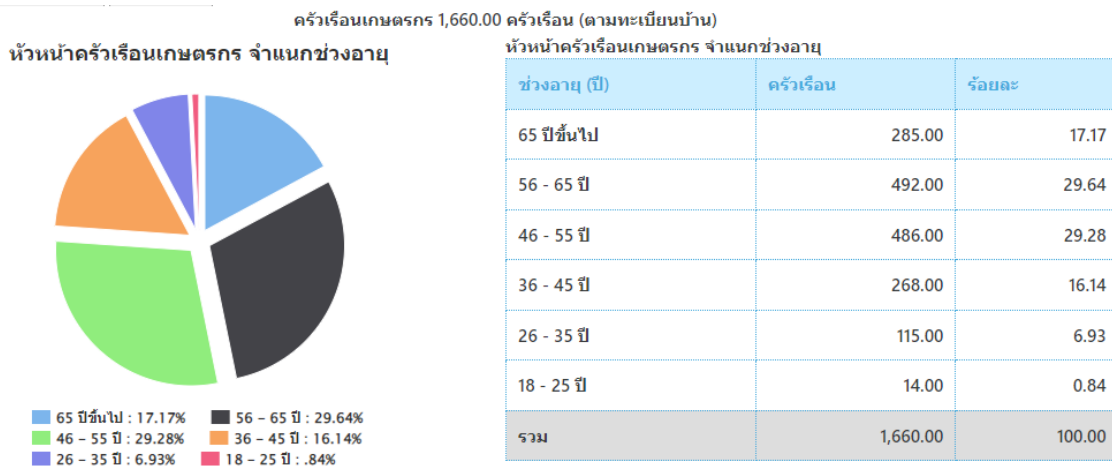 ครัวเรือนเกษตรกร 1,660.00 ครัวเรือน (ตามทะเบียนบ้าน)
หัวหน้าครัวเรือนเกษตรกร จำแนกช่วงอายุ
65 ปีขึ้นไป : 17.17% 56 – 65 ปี : 29.64%
46 – 55 ปี : 29.28% 36 – 45 ปี : 16.14%
26 – 35 ปี : 6.93% 18 – 25 ปี : .84%
หัวหน้าครัวเรือนเกษตรกร จำแนกช่วงอายุ
ช่วงอายุ (ปี) ครัวเรือน ร้อยละ
65 ปีขึ้นไป 285.00 17.17
56 - 65 ปี 492.00 29.64
46 - 55 ปี 486.00 29.28
36 - 45 ปี 268.00 16.14
26 - 35 ปี 115.00 6.93
18 - 25 ปี 14.00 0.84
รวม 1,660.00 100.00